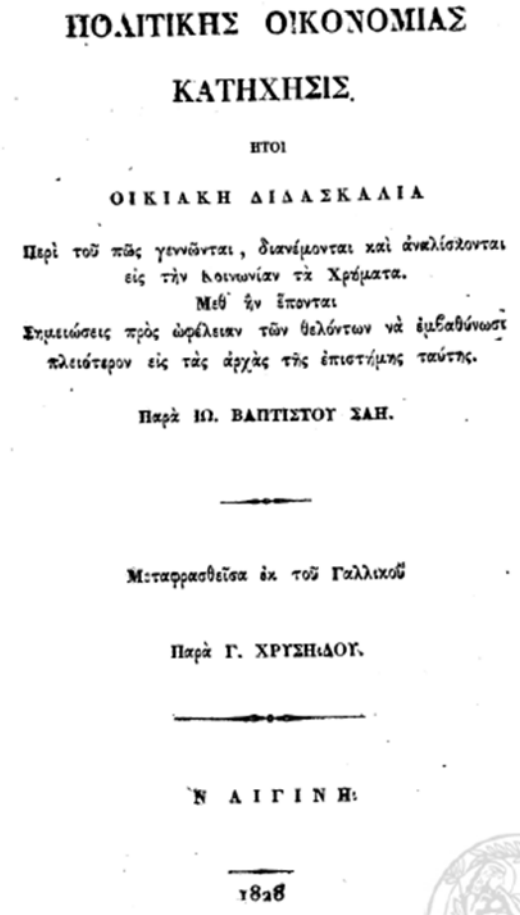 ΠΟΛΙΤΙΚΗΣ ΟΙΚΟΝΟΜΙΑΣ
ΚΑΤΗΧΗΣΙΣ.
ΗΤΟΙ
ΟΙΚΙΑΚΗ ΔΙΔΑΣΚΑΛΙΑ
Περὶ τοῦ πῶς γεννῶνται, διανέμονται καὶ ἀναλίσκονται
εἰς τὴν Κοινωνίαν τὰ Χρήματα.
Μεθ' ἣν ἕπονται
Σημειώσεις πρὸς ὠφέλειαν τῶν θελόντων νὰ ἐμβαθύνωσι
πλειότερον εἰς τὰς ἀρχὰς τῆς ἐπιστήμης ταύτης.
Παρὰ ΙΩ. ΒΑΠΤΙΣΤΟΥ ΣΑΗ.
Μεταφρασθεῖσα ἐκ τοῦ Γαλλικοῦ
Παρὰ Γ. ΧΡΥΣΗΙΔΟΥ.
Ν ΑΙΓΙΝΗ:
1828